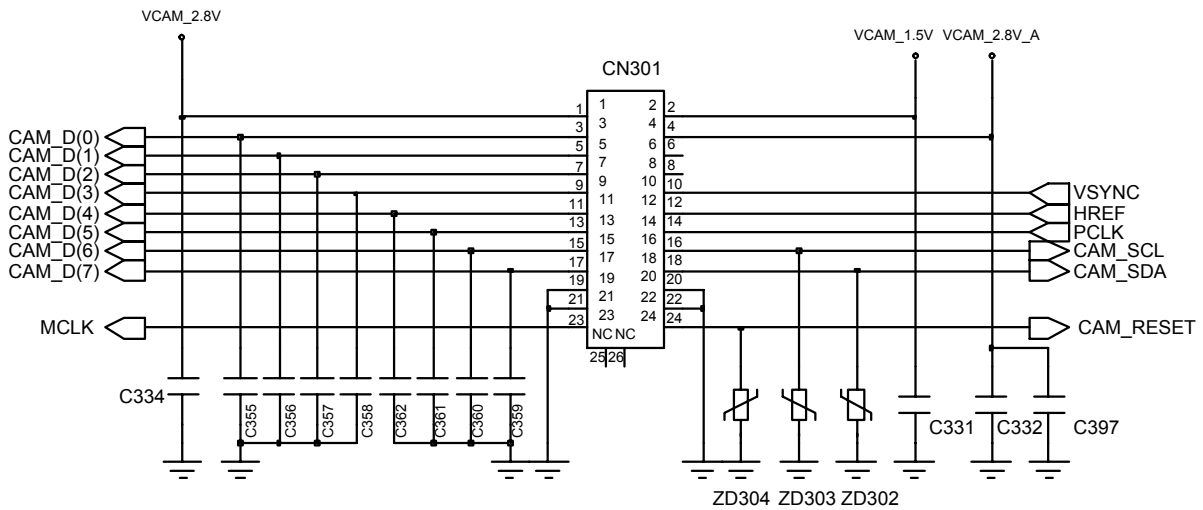 VCAM_2.8V
VCAM_1.5V VCAM_2.8V_A
CN301
1 1 2 2
3 3 4 4
CAM_D(0) 5 5 6 6
CAM_D(1) 7 7 8 8
CAM_D(2) 9 9 10 10 VSYNC
CAM_D(3) 11 11 12 12 HREF
CAM_D(4) 13 13 14 14 PCLK
CAM_D(5) 15 15 16 16 CAM_SCL
CAM_D(6) 17 17 18 18 CAM_SDA
CAM_D(7) 19 19 20 20
21 21 22 22
MCLK 23 23 24 24 CAM_RESET
NC NC
25 26
C334 C355 C356 C357 C358 C362 C361 C360 C359 C331 C332 C397
ZD304 ZD303 ZD302